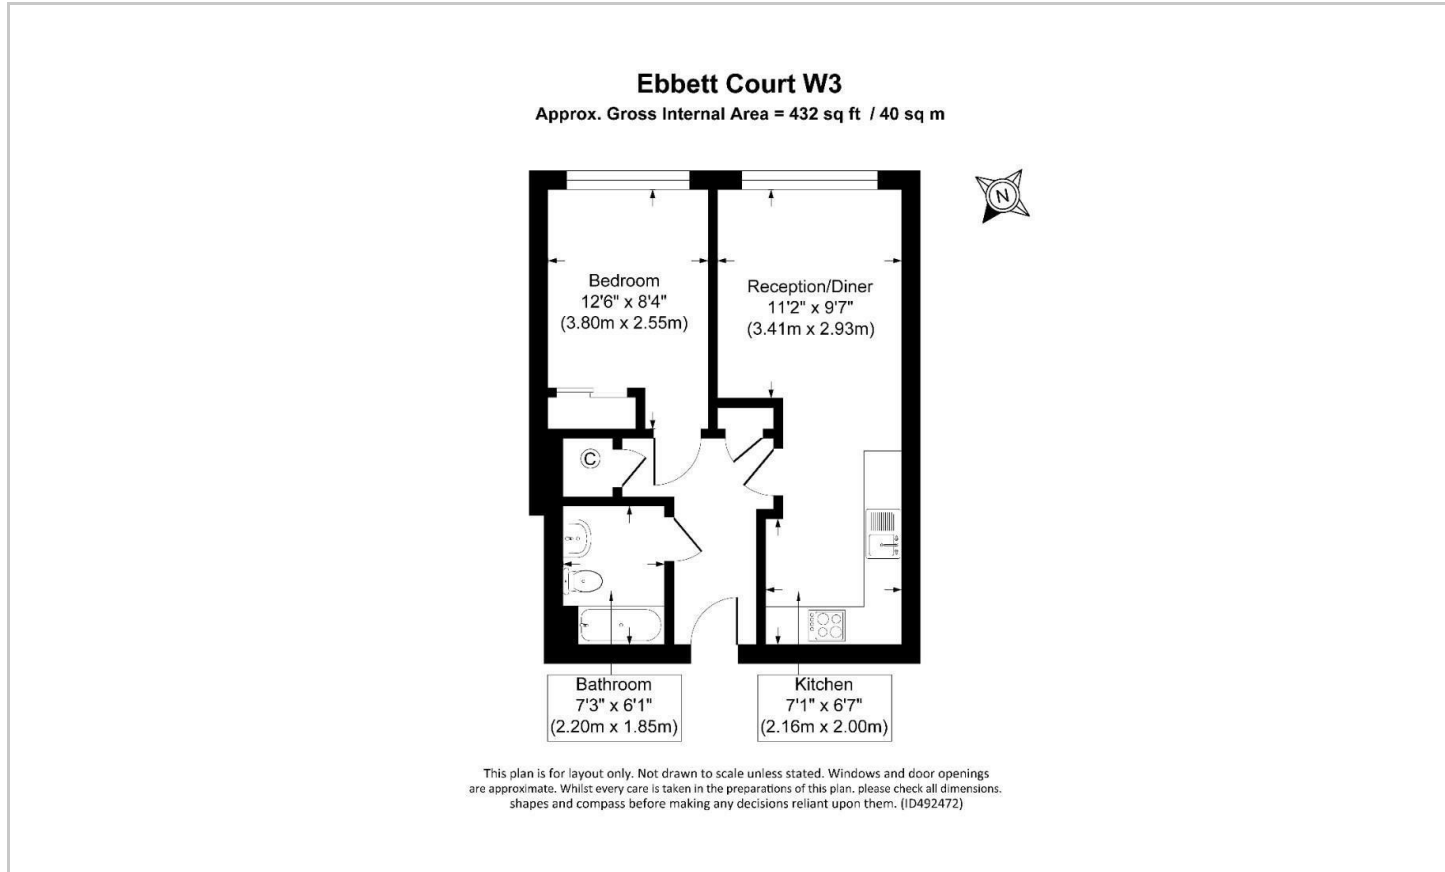 Ebbett Court W3
Approx. Gross Internal Area = 432 sq ft / 40 sq m
N
Bedroom
12'6" x 8'4"
(3.80m x 2.55m)
Reception/Diner
11'2" x 9'7"
(3.41m x 2.93m)
C
Bathroom
7'3" x 6'1"
(2.20m x 1.85m)
Kitchen
7'1" x 6'7"
(2.16m x 2.00m)
This plan is for layout only. Not drawn to scale unless stated. Windows and door openings
are approximate. Whilst every care is taken in the preparations of this plan. please check all dimensions.
shapes and compass before making any decisions reliant upon them. (ID492472)